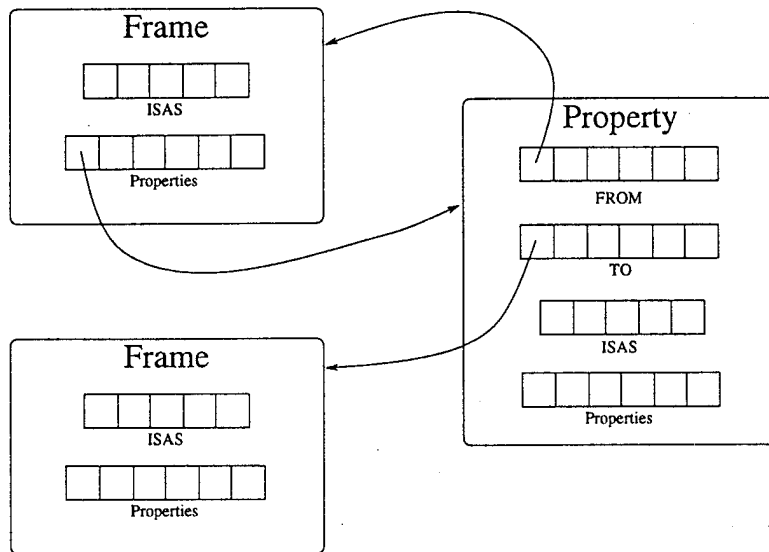 Frame
ISAS
Properties
Property
FROM
TO
ISAS
Properties
Frame
ISAS
Properties